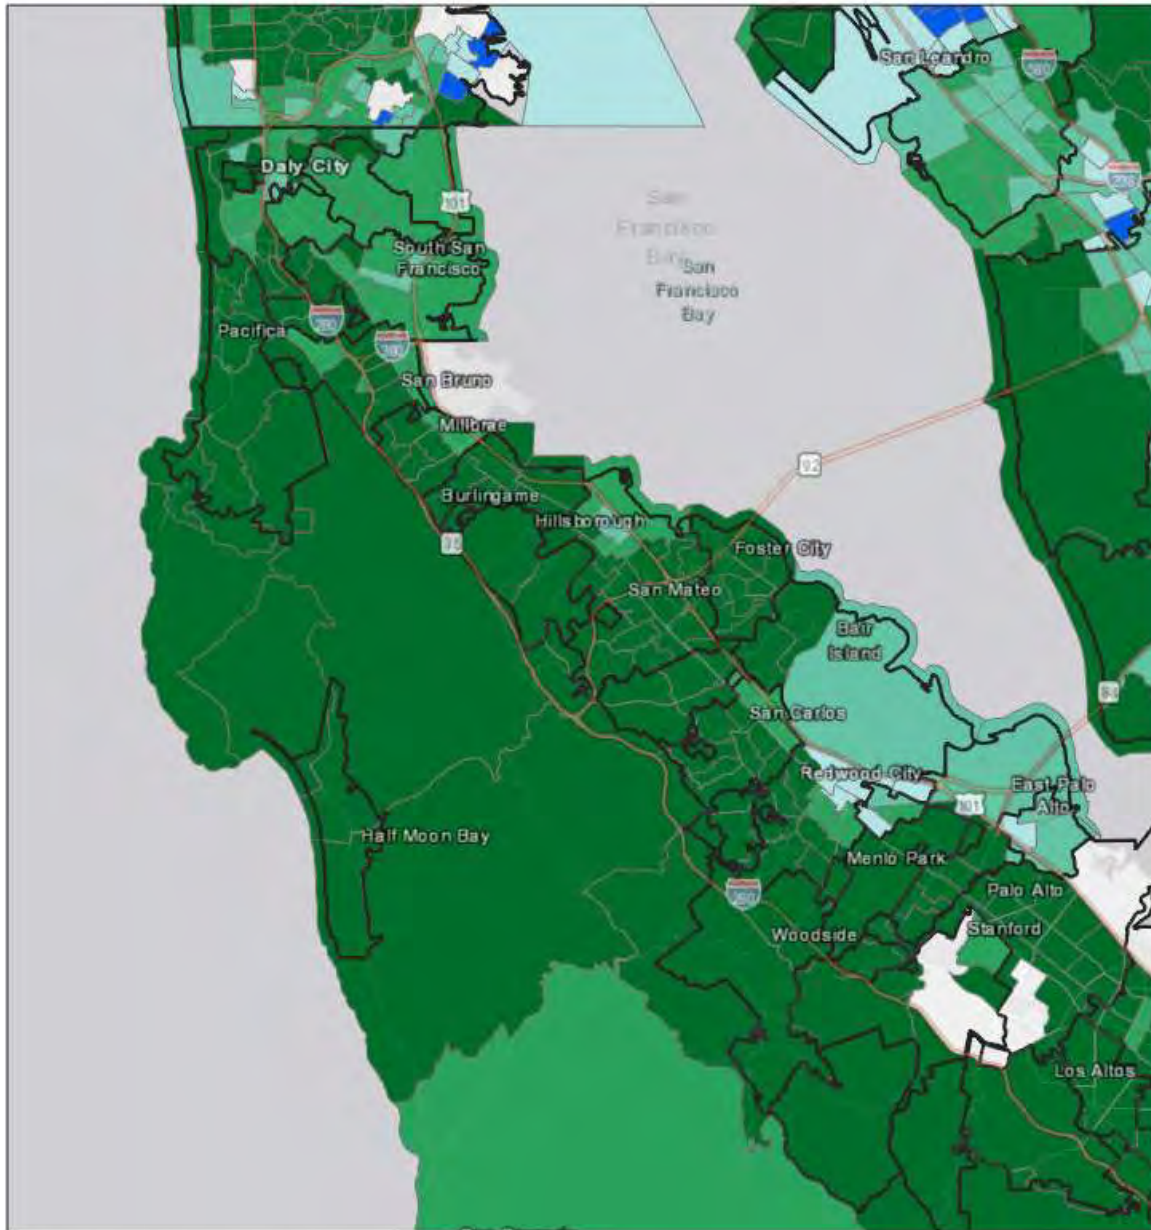 San Leandro
Daly City
101
San
Francisco
Bay
San
Francisco
Bay
South San
Francisco
Pacifica
280
San Bruno
Millbrae
92
Burlingame
Hillsborough
35
Foster City
San Mateo
Bair
Island
84
San Carlos
Redwood City
East Palo
Alto
101
Half Moon Bay
Menlo Park
280
Palo Alto
Woodside
Stanford
Los Altos